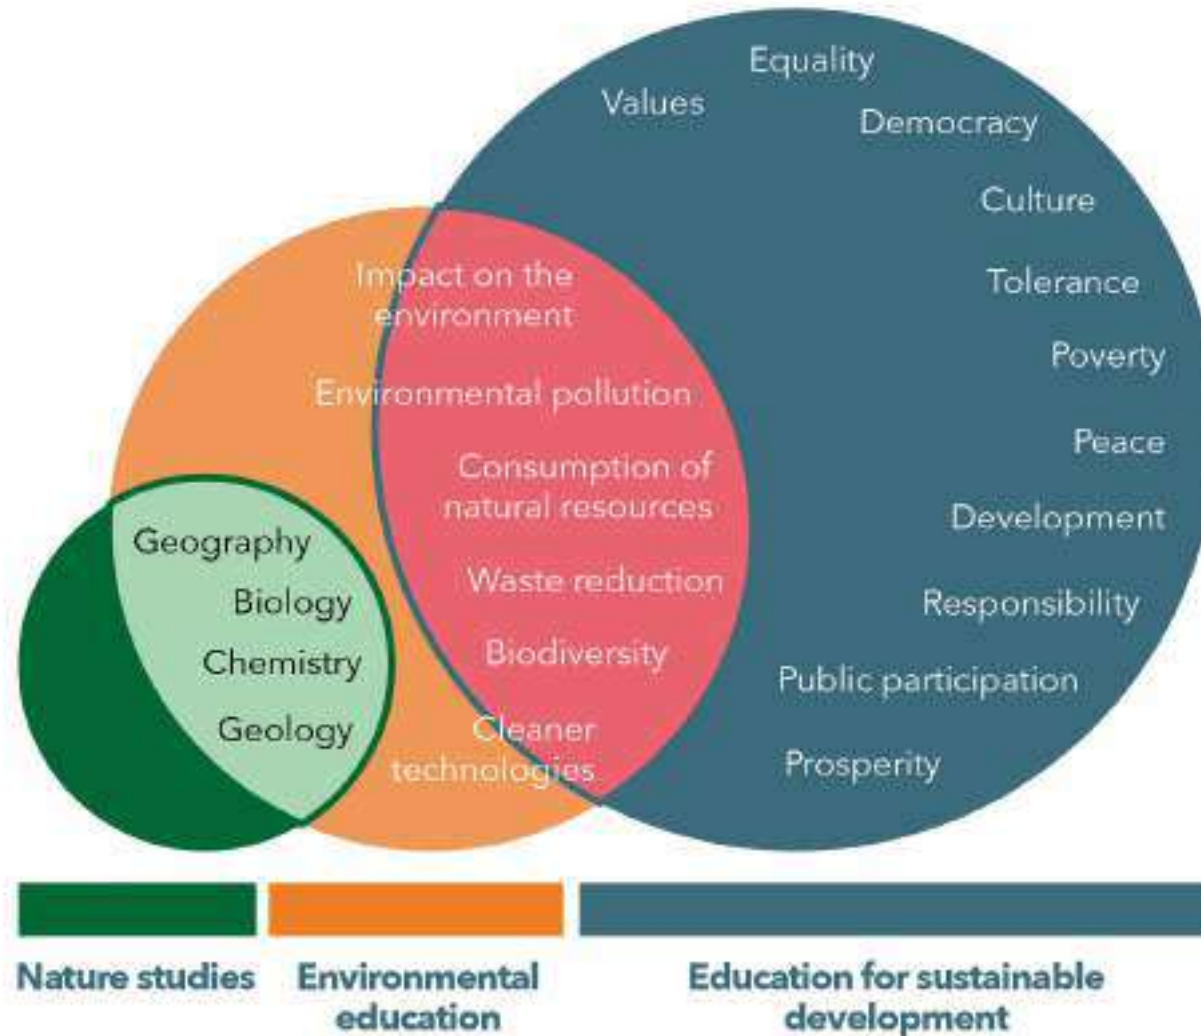 Equality
Values
Democracy
Culture
Tolerance
Poverty
Peace
Development
Responsibility
Public participation
Prosperity
Impact on the
environment
Environmental pollution
Consumption of
natural resources
Waste reduction
Biodiversity
Cleaner
technologies
Geography
Biology
Chemistry
Geology
Nature studies
Environmental
education
Education for sustainable
development